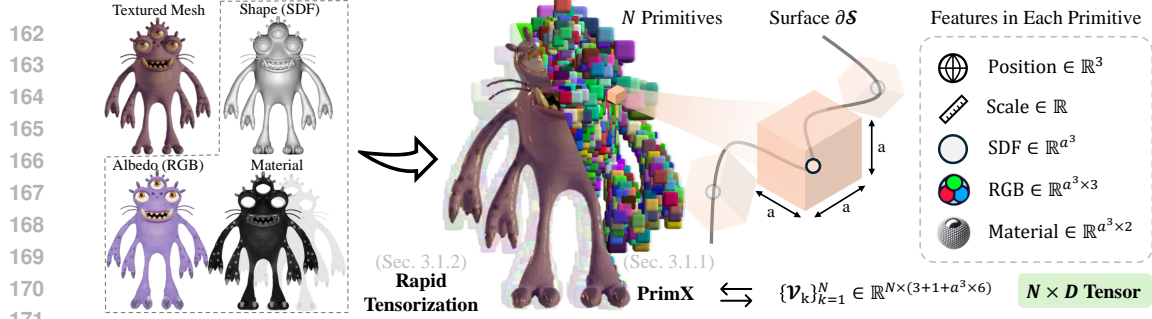 162
163
164
165
166
167
168
169
170
Textured Mesh
Shape (SDF)
Albedo (RGB)
Material
(Sec. 3.1.2)
Rapid
Tensorization
N Primitives
Surface ∂𝓢
a
a
a
(Sec. 3.1.1)
PrimX
{𝓥ₖ}ᴺₖ₌₁ ∈ ℝ^{N×(3+1+a³×6)}
Features in Each Primitive
Position ∈ ℝ³
Scale ∈ ℝ
SDF ∈ ℝ^{a³}
RGB ∈ ℝ^{a³×3}
Material ∈ ℝ^{a³×2}
N × D Tensor